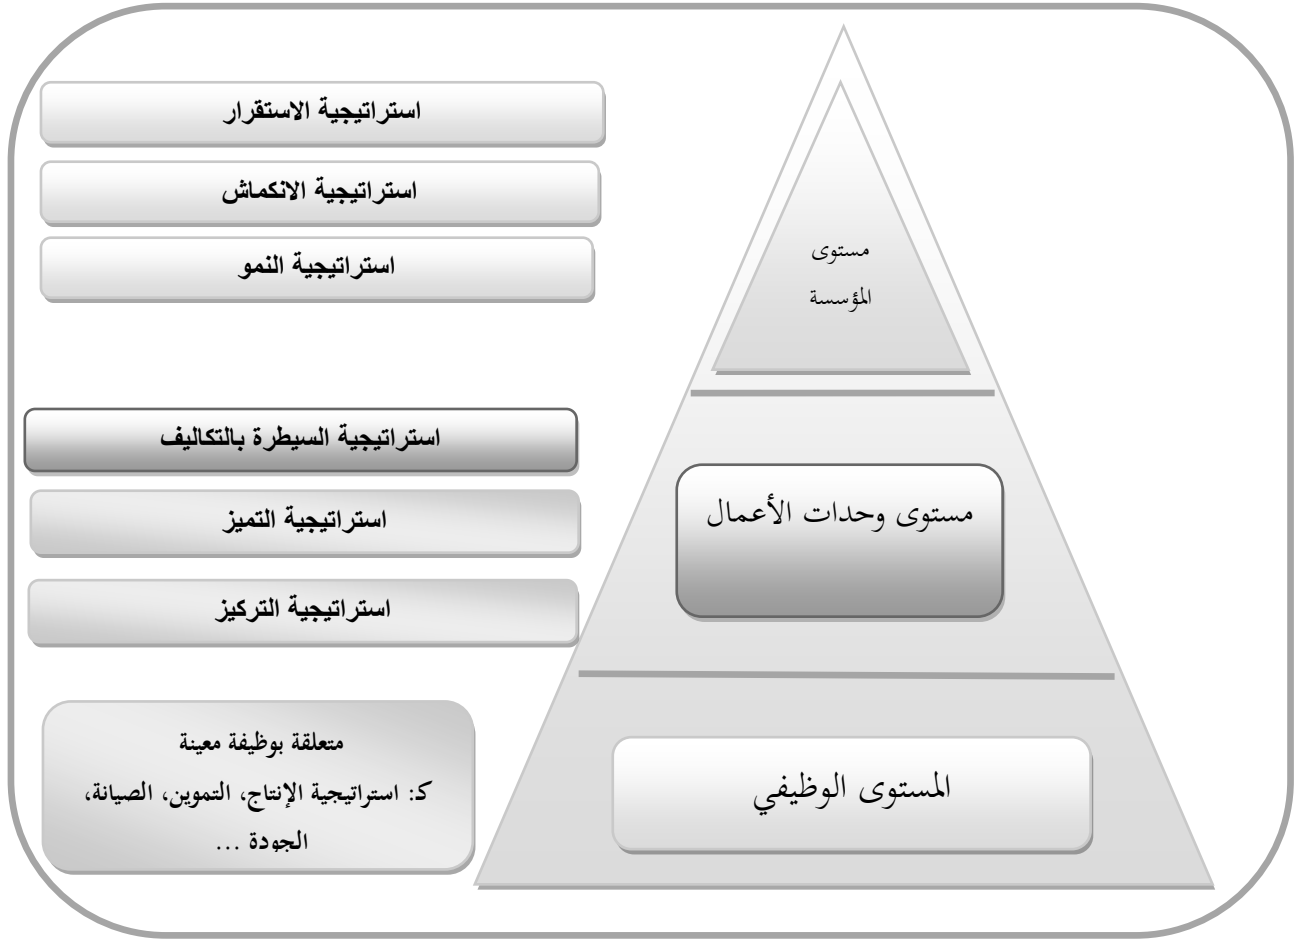 استراتيجية الاستقرار
استراتيجية الانكماش
استراتيجية النمو
مستوى
المؤسسة
استراتيجية السيطرة بالتكاليف
استراتيجية التميز
استراتيجية التركيز
مستوى وحدات الأعمال
متعلقة بوظيفة معينة
كـ: استراتيجية الإنتاج، التموين، الصيانة،
الجودة ...
المستوى الوظيفي